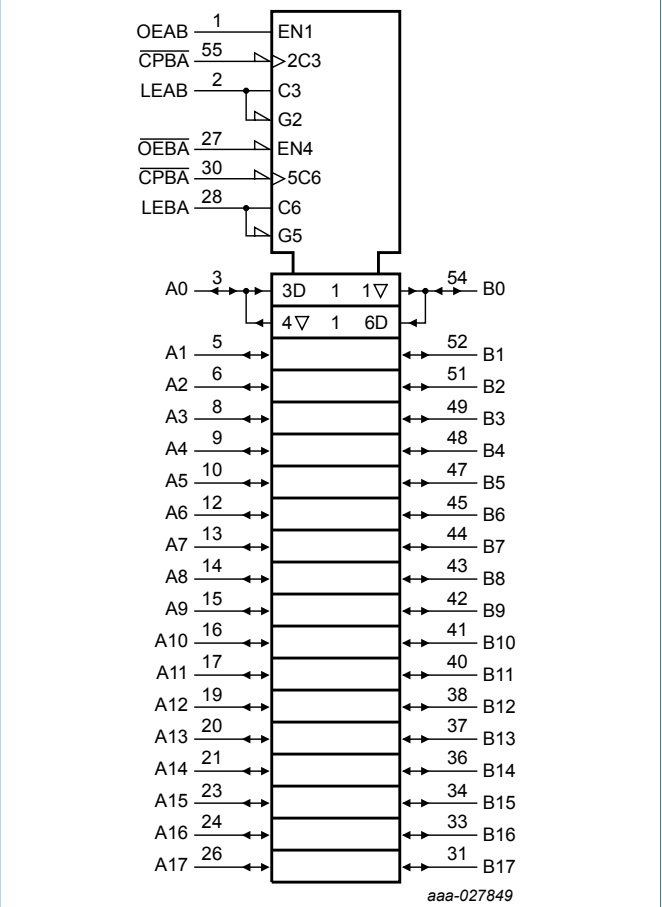 OEAB 1 EN1
C̅P̅B̅A̅ 55 2C3
LEAB 2 C3
G2
O̅E̅B̅A̅ 27 EN4
C̅P̅B̅A̅ 30 5C6
LEBA 28 C6
G5
A0 3 3D 1 1▽ 54 B0
4▽ 1 6D
A1 5 52 B1
A2 6 51 B2
A3 8 49 B3
A4 9 48 B4
A5 10 47 B5
A6 12 45 B6
A7 13 44 B7
A8 14 43 B8
A9 15 42 B9
A10 16 41 B10
A11 17 40 B11
A12 19 38 B12
A13 20 37 B13
A14 21 36 B14
A15 23 34 B15
A16 24 33 B16
A17 26 31 B17
aaa-027849